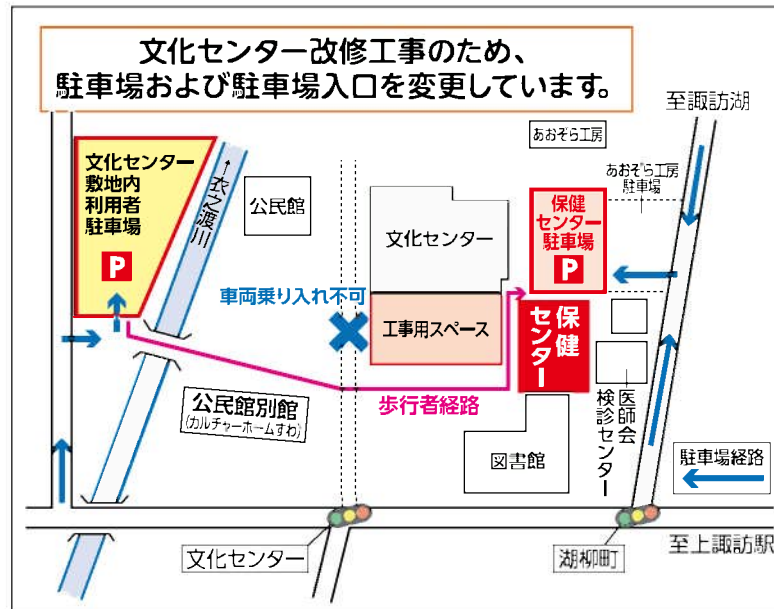 文化センター改修工事のため、
駐車場および駐車場入口を変更しています。
至諏訪湖
あおぞら工房
文化センター
敷地内
利用者
駐車場
P
→衣之渡川
公民館
文化センター
保健
センター
駐車場
P
あおぞら工房
駐車場
車両乗り入れ不可
工事用スペース
保健
センター
公民館別館
(カルチャーホームすわ)
歩行者経路
図書館
医師会
検診センター
駐車場経路
文化センター
湖柳町
至上諏訪駅